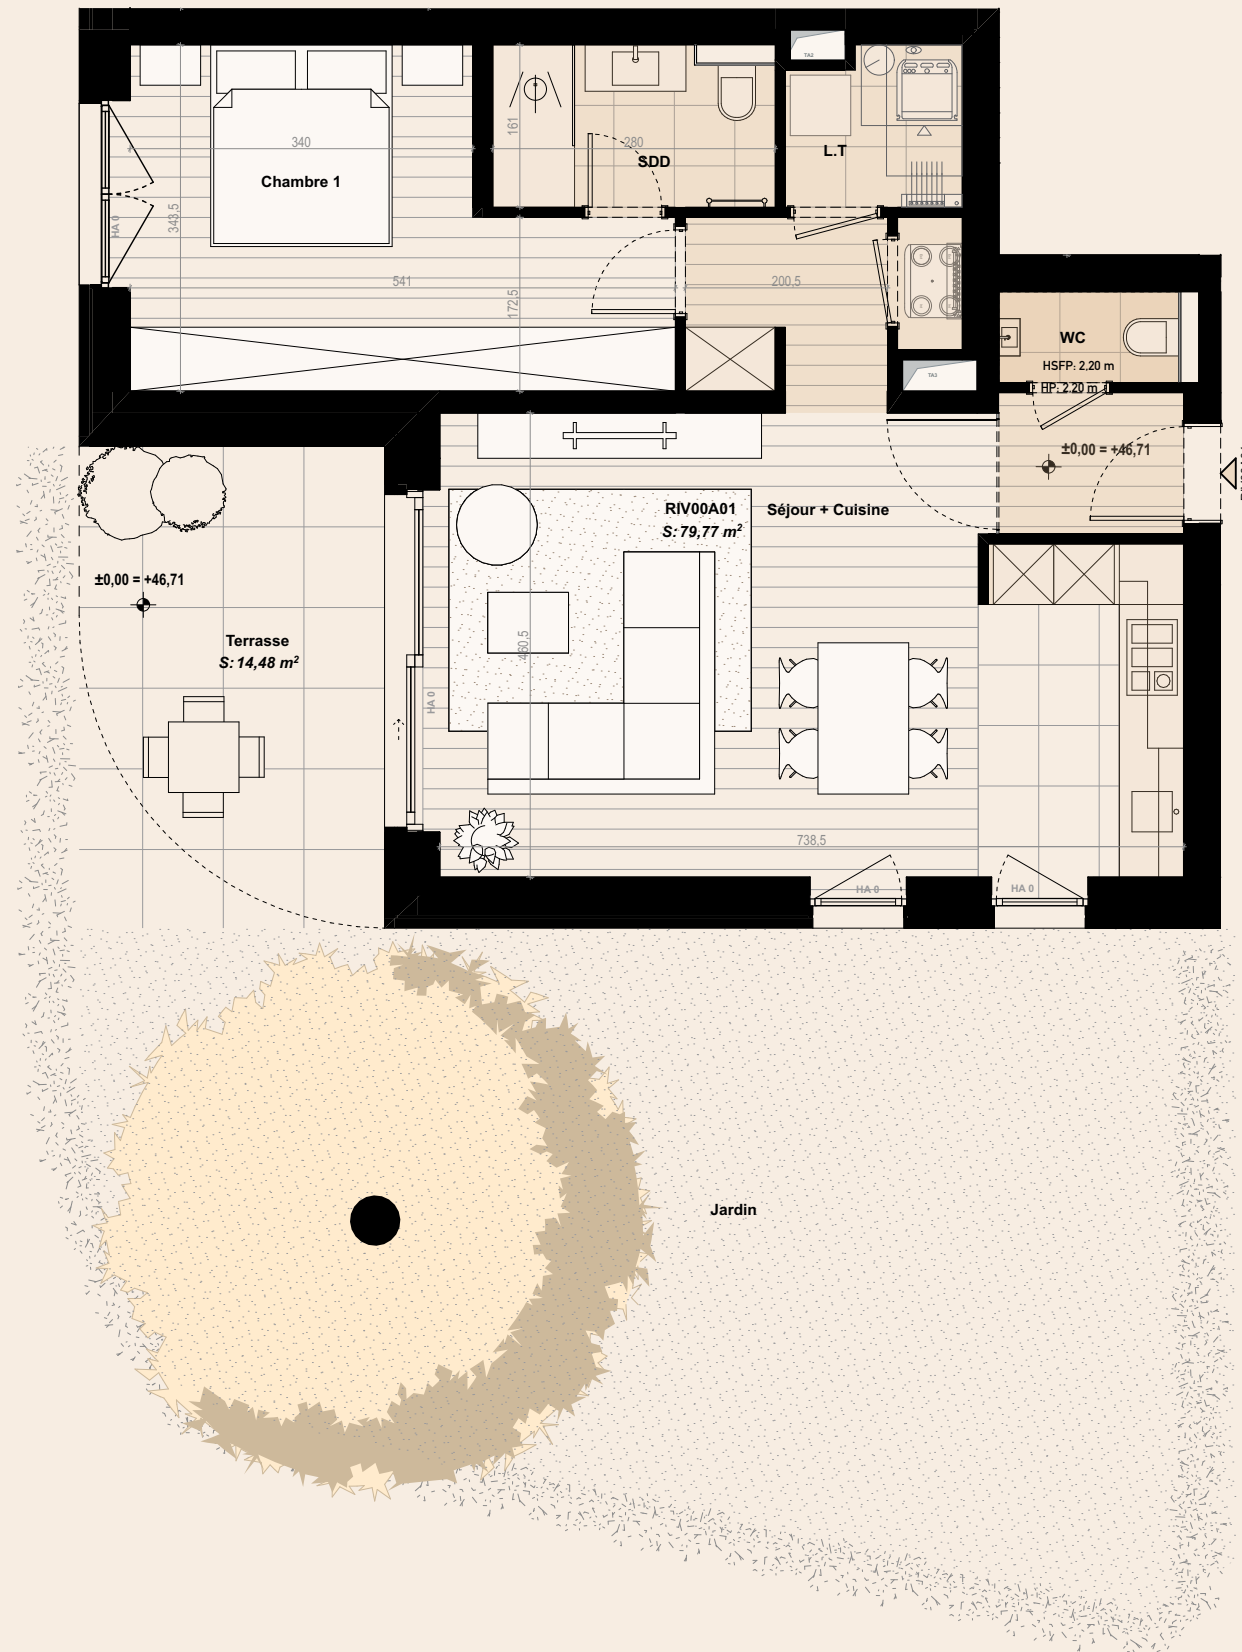 TA2
340
161
280
SDD
L.T
Chambre 1
343,5
HA 0
541
172,5
200,5
WC
HSFP: 2,20 m
HP: 2.20 m
TA3
±0,00 = +46,71
RIV00A01
S: 79,77 m²
Séjour + Cuisine
±0,00 = +46,71
Terrasse
S: 14,48 m²
460,5
HA 0
738,5
HA 0
HA 0
Jardin